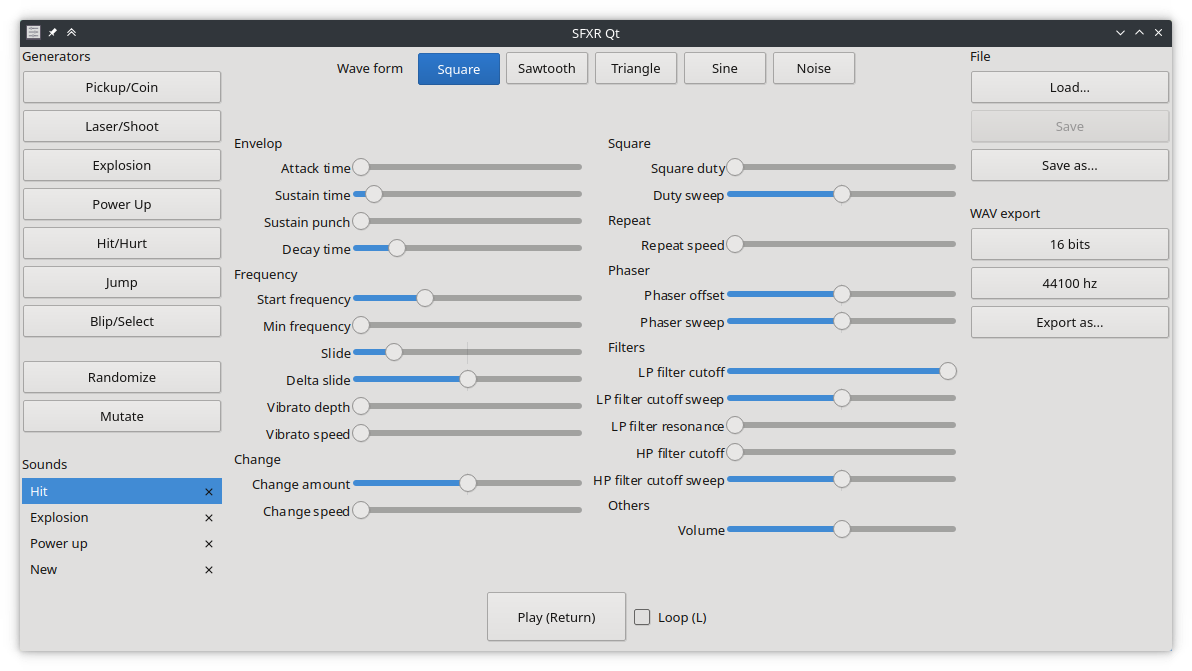 SFXR Qt
Generators
Pickup/Coin
Laser/Shoot
Explosion
Power Up
Hit/Hurt
Jump
Blip/Select
Randomize
Mutate
Sounds
Hit
Explosion
Power up
New
Wave form Square Sawtooth Triangle Sine Noise
Envelop
Attack time
Sustain time
Sustain punch
Decay time
Frequency
Start frequency
Min frequency
Slide
Delta slide
Vibrato depth
Vibrato speed
Change
Change amount
Change speed
Square
Square duty
Duty sweep
Repeat
Repeat speed
Phaser
Phaser offset
Phaser sweep
Filters
LP filter cutoff
LP filter cutoff sweep
LP filter resonance
HP filter cutoff
HP filter cutoff sweep
Others
Volume
Play (Return) Loop (L)
File
Load...
Save
Save as...
WAV export
16 bits
44100 hz
Export as...